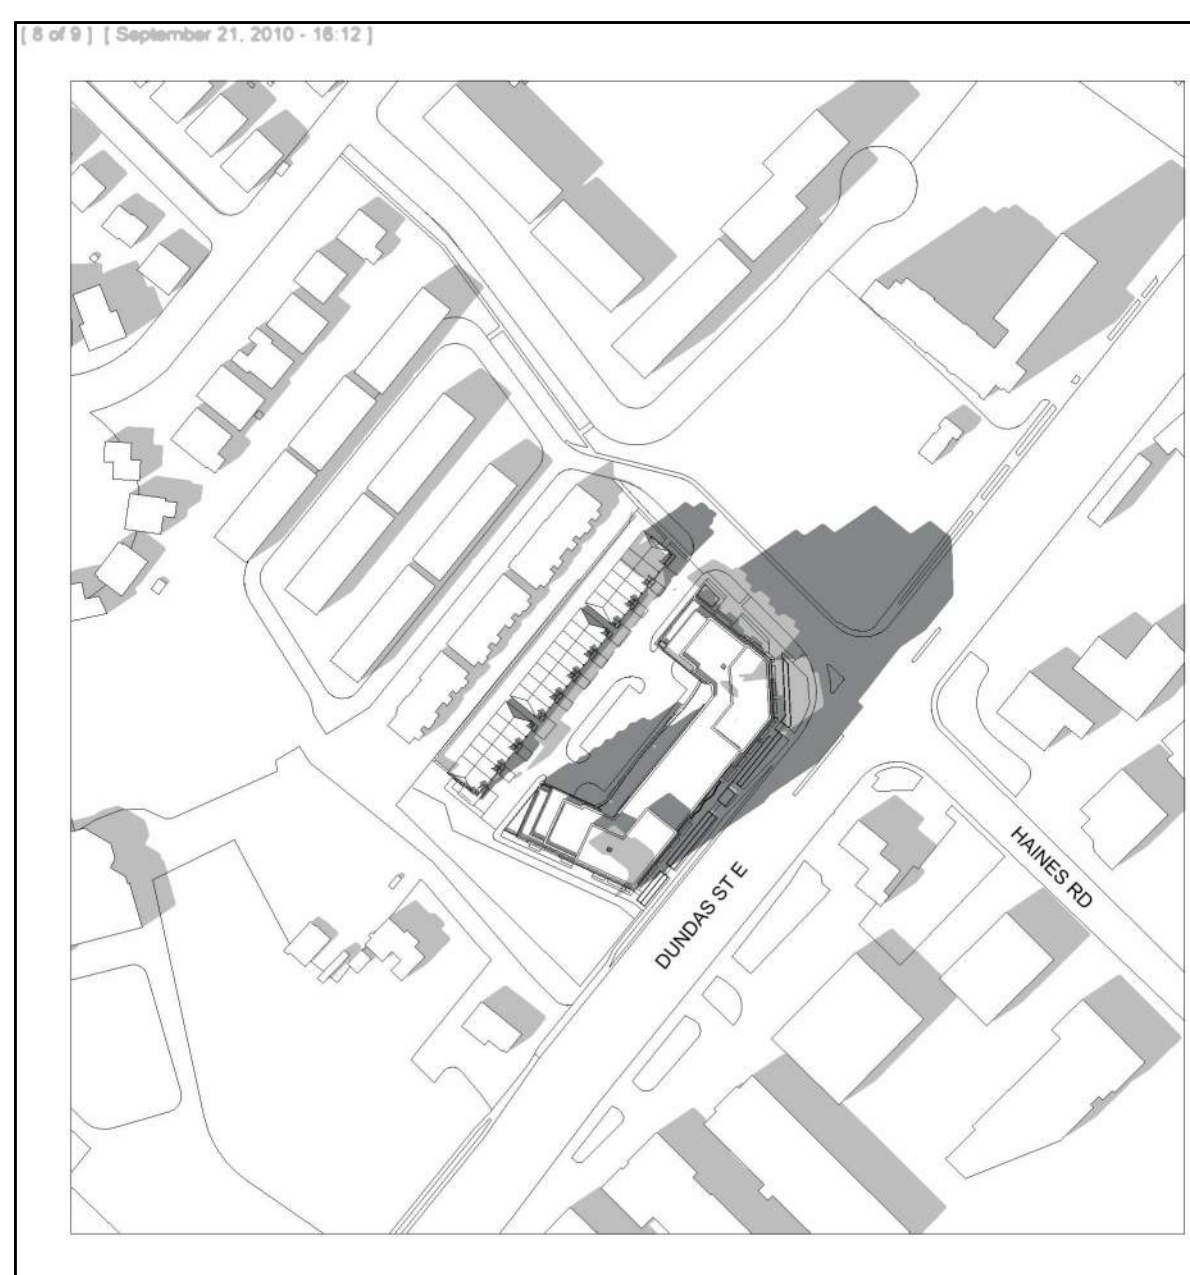 [ 8 of 9 ] [ September 21, 2010 - 16:12 ]
HAINES RD
DUNDAS ST E